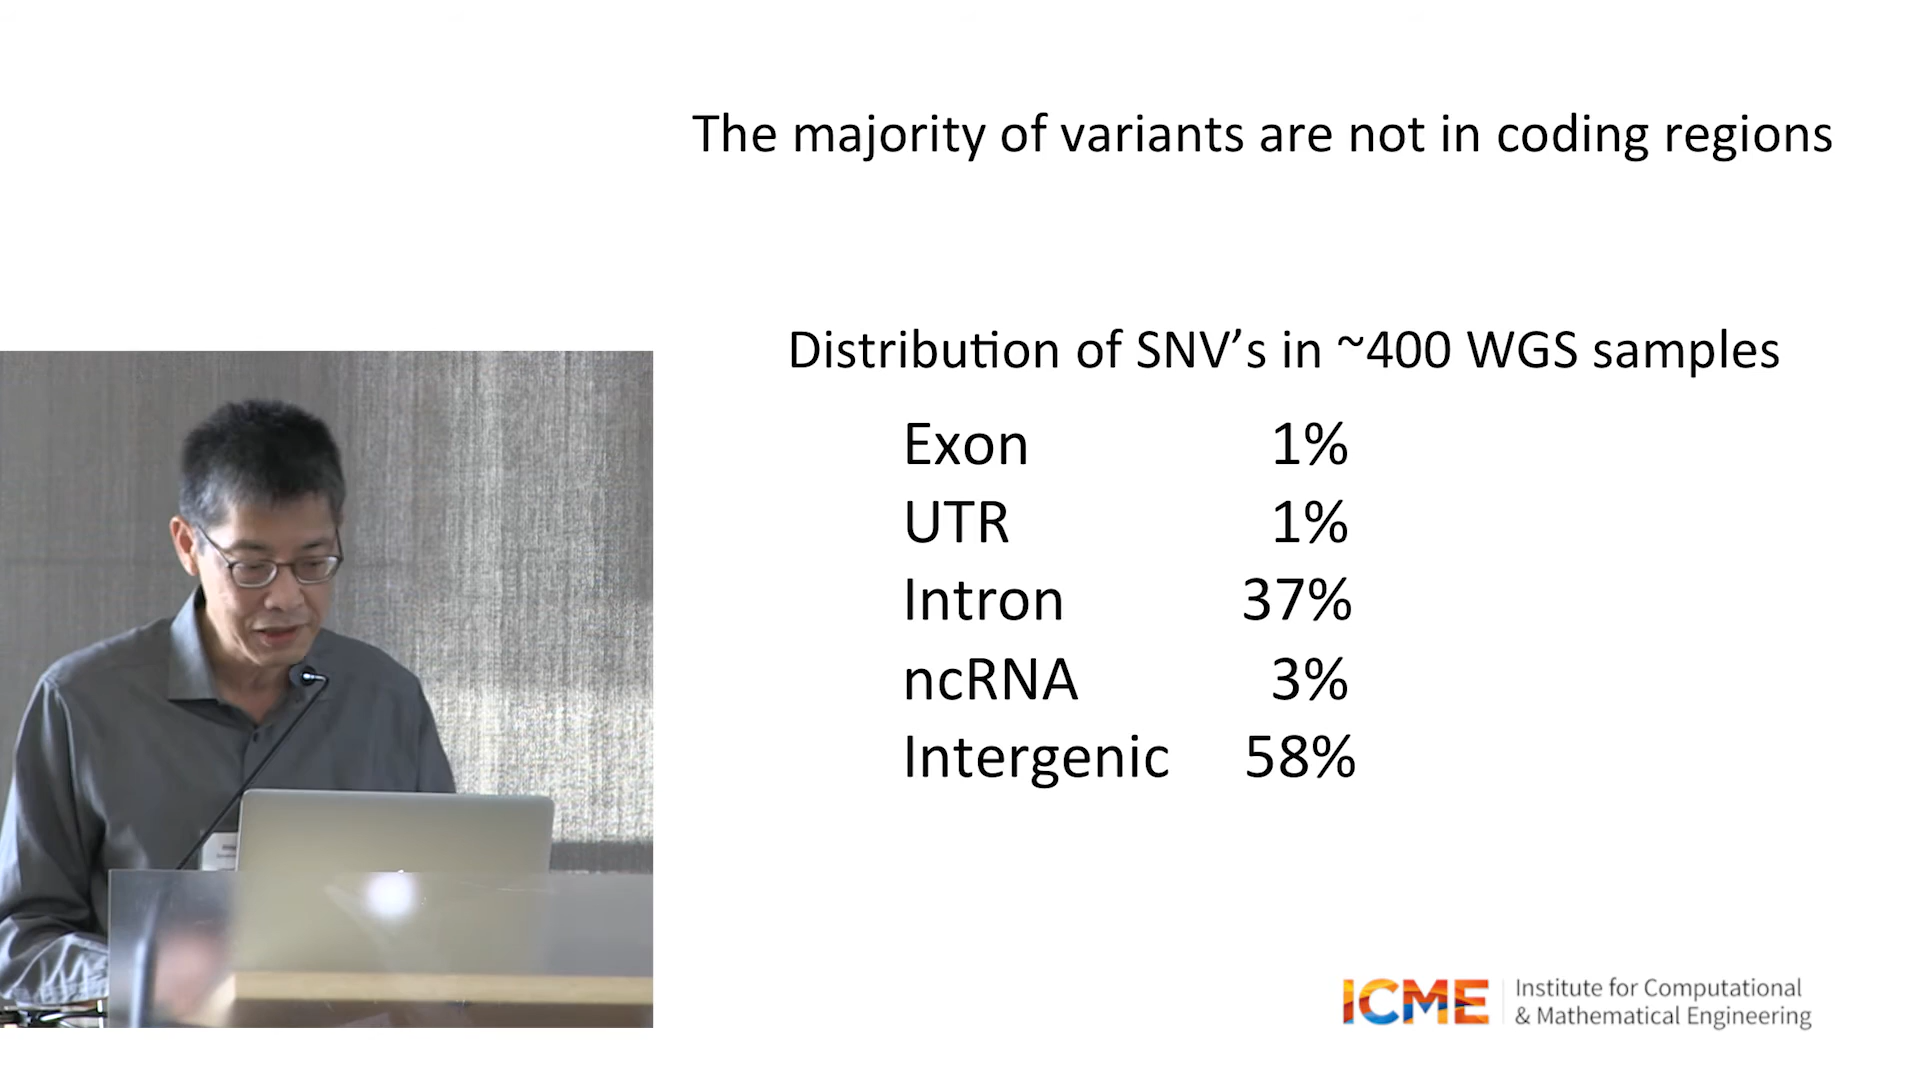 The majority of variants are not in coding regions
Distribution of SNV’s in ~400 WGS samples
Exon 1%
UTR 1%
Intron 37%
ncRNA 3%
Intergenic 58%
ICME Institute for Computational
& Mathematical Engineering